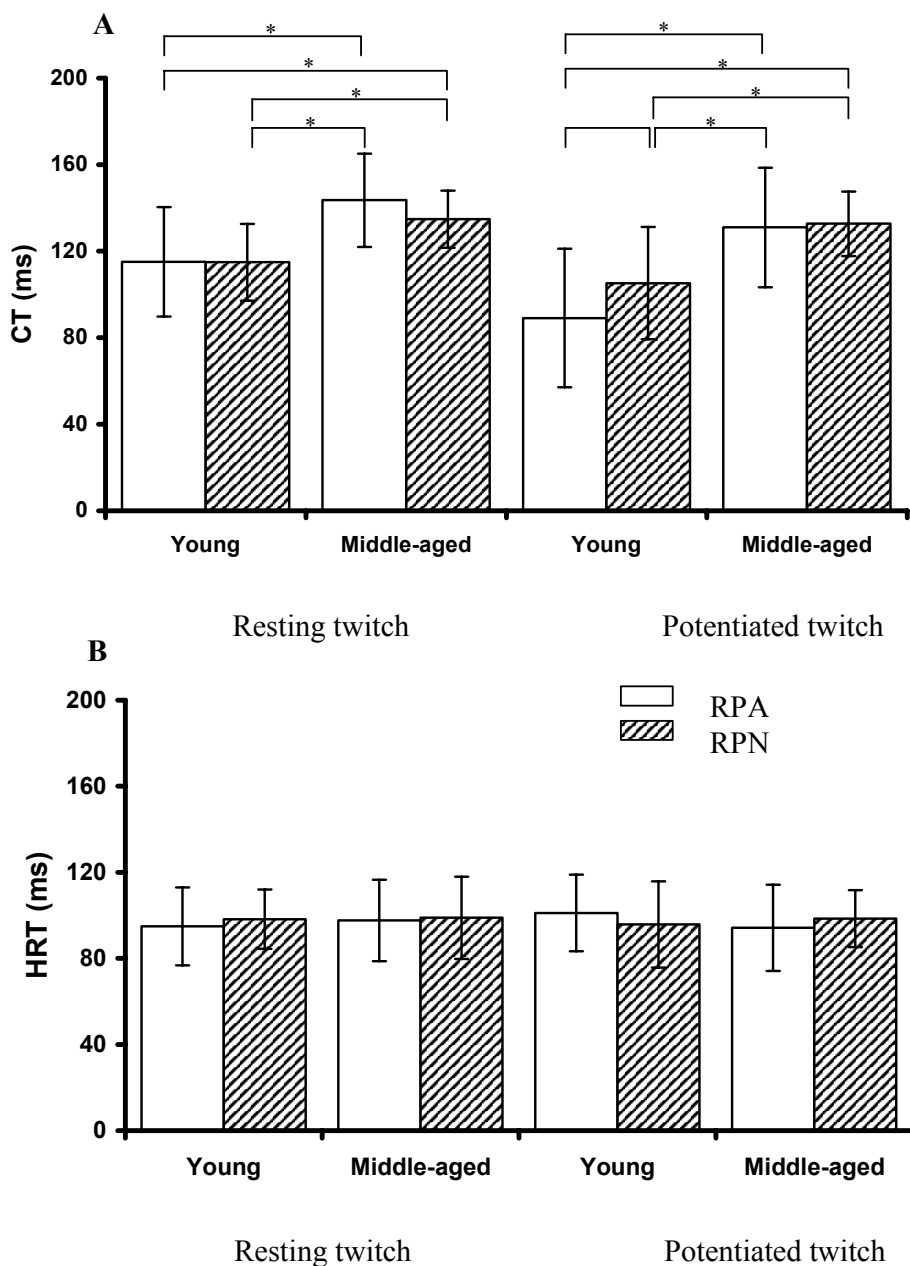 A
* *
* *
* *
* *
200
160
120
80
40
0
CT (ms)
Young Middle-aged Young Middle-aged
Resting twitch Potentiated twitch
B
RPA
RPN
200
160
120
80
40
0
HRT (ms)
Young Middle-aged Young Middle-aged
Resting twitch Potentiated twitch